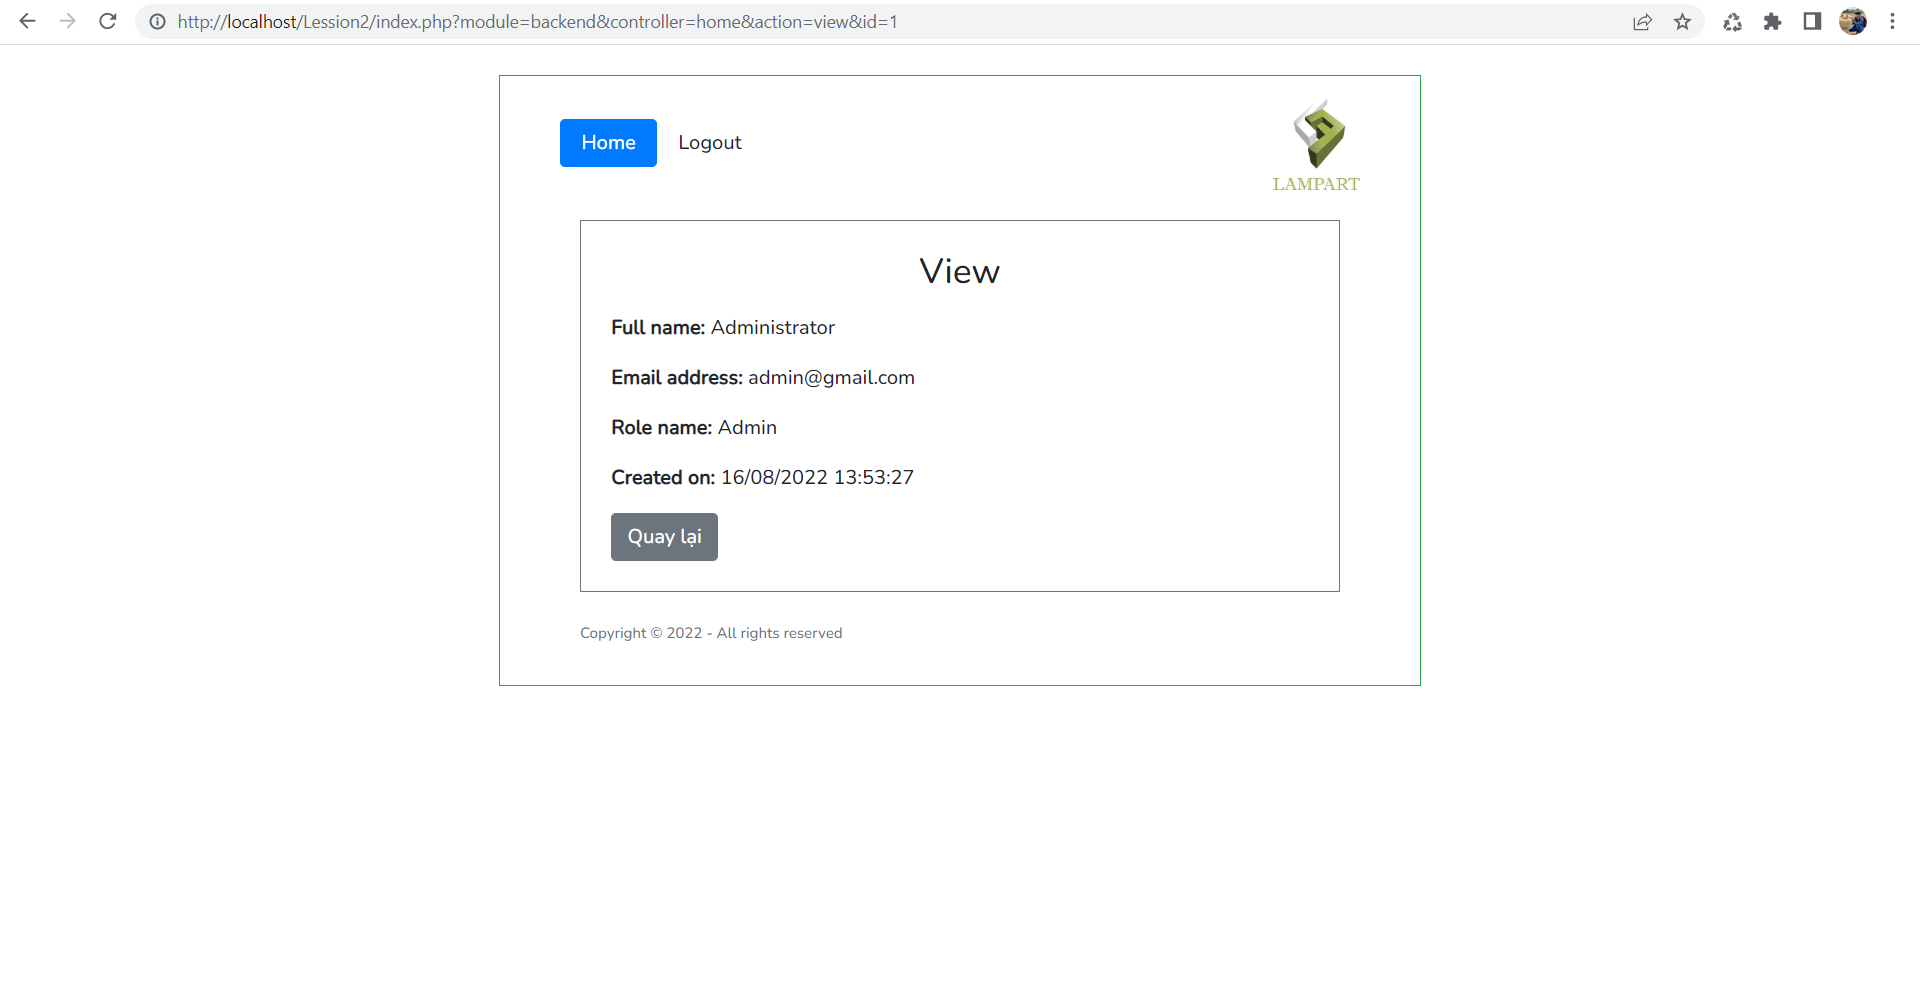 http://localhost/Lession2/index.php?module=backend&controller=home&action=view&id=1
Home
Logout
LAMPART
View
Full name: Administrator
Email address: admin@gmail.com
Role name: Admin
Created on: 16/08/2022 13:53:27
Quay lại
Copyright © 2022 - All rights reserved